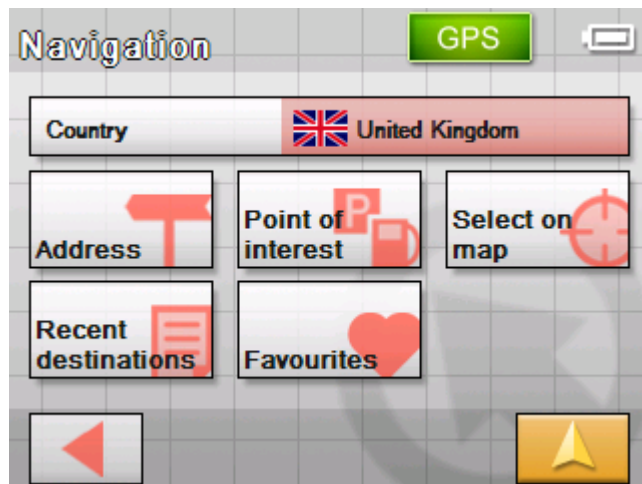 Navigation
GPS
Country
United Kingdom
Address
Point of
interest
P
Select on
map
Recent
destinations
Favourites